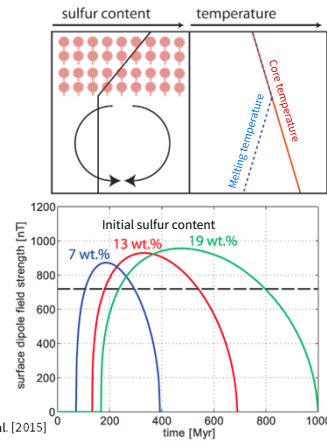 sulfur content
temperature
Core temperature
Melting temperature
1200
1000
800
600
400
200
0
surface dipole field strength [nT]
Initial sulfur content
7 wt.%
13 wt.%
19 wt.%
0 200 400 600 800 1000
time [Myr]
al. [2015]